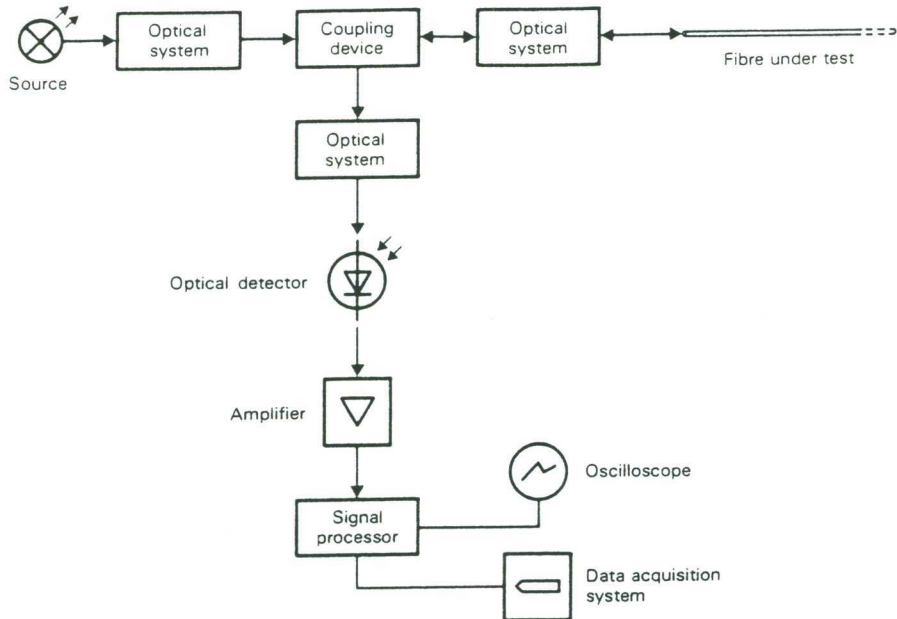 Source
Optical
system
Coupling
device
Optical
system
Fibre under test
Optical
system
Optical detector
Amplifier
Oscilloscope
Signal
processor
Data acquisition
system